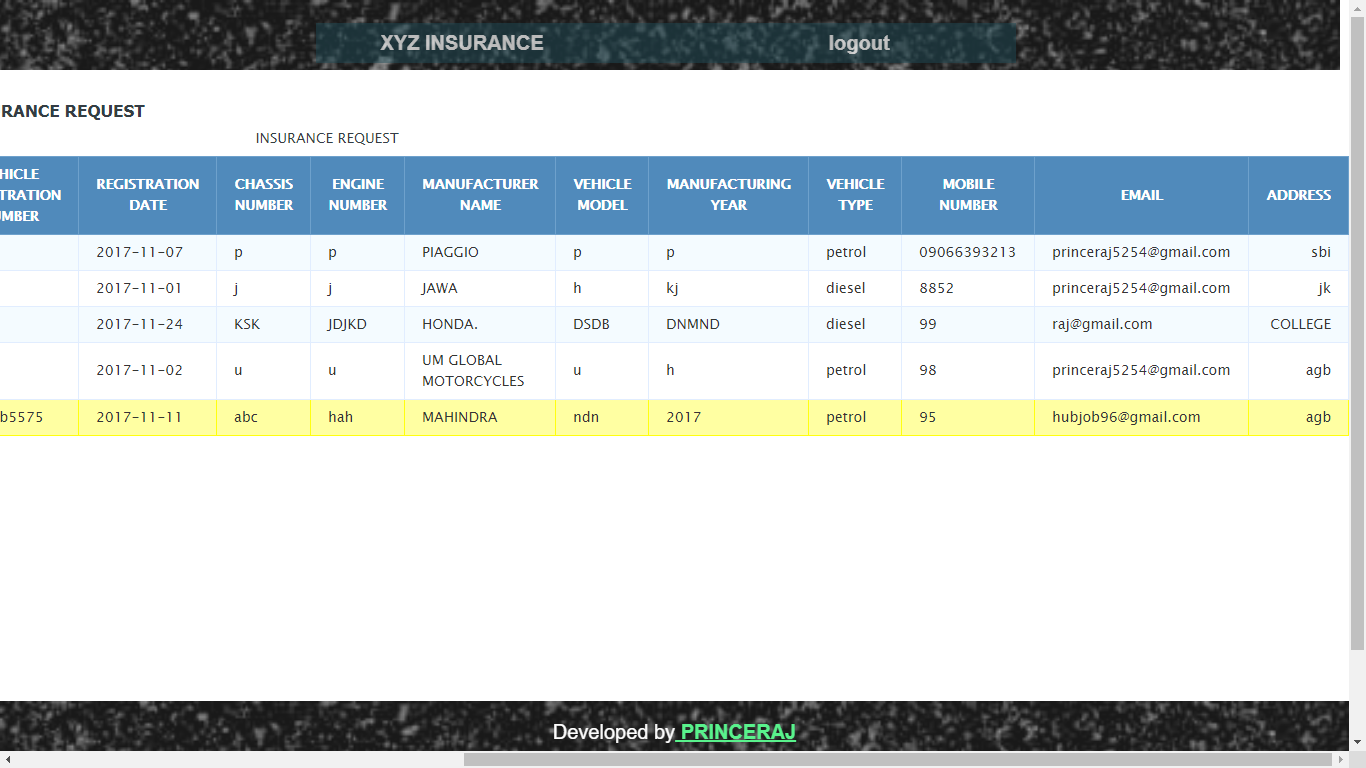 XYZ INSURANCE logout
RANCE REQUEST
INSURANCE REQUEST
HICLE
TRATION
MBER
REGISTRATION
DATE
CHASSIS
NUMBER
ENGINE
NUMBER
MANUFACTURER
NAME
VEHICLE
MODEL
MANUFACTURING
YEAR
VEHICLE
TYPE
MOBILE
NUMBER
EMAIL
ADDRESS
2017-11-07 p p PIAGGIO p p petrol 09066393213 princeraj5254@gmail.com sbi
2017-11-01 j j JAWA h kj diesel 8852 princeraj5254@gmail.com jk
2017-11-24 KSK JDJKD HONDA. DSDB DNMND diesel 99 raj@gmail.com COLLEGE
2017-11-02 u u UM GLOBAL
MOTORCYCLES
u h petrol 98 princeraj5254@gmail.com agb
b5575 2017-11-11 abc hah MAHINDRA ndn 2017 petrol 95 hubjob96@gmail.com agb
Developed by PRINCERAJ